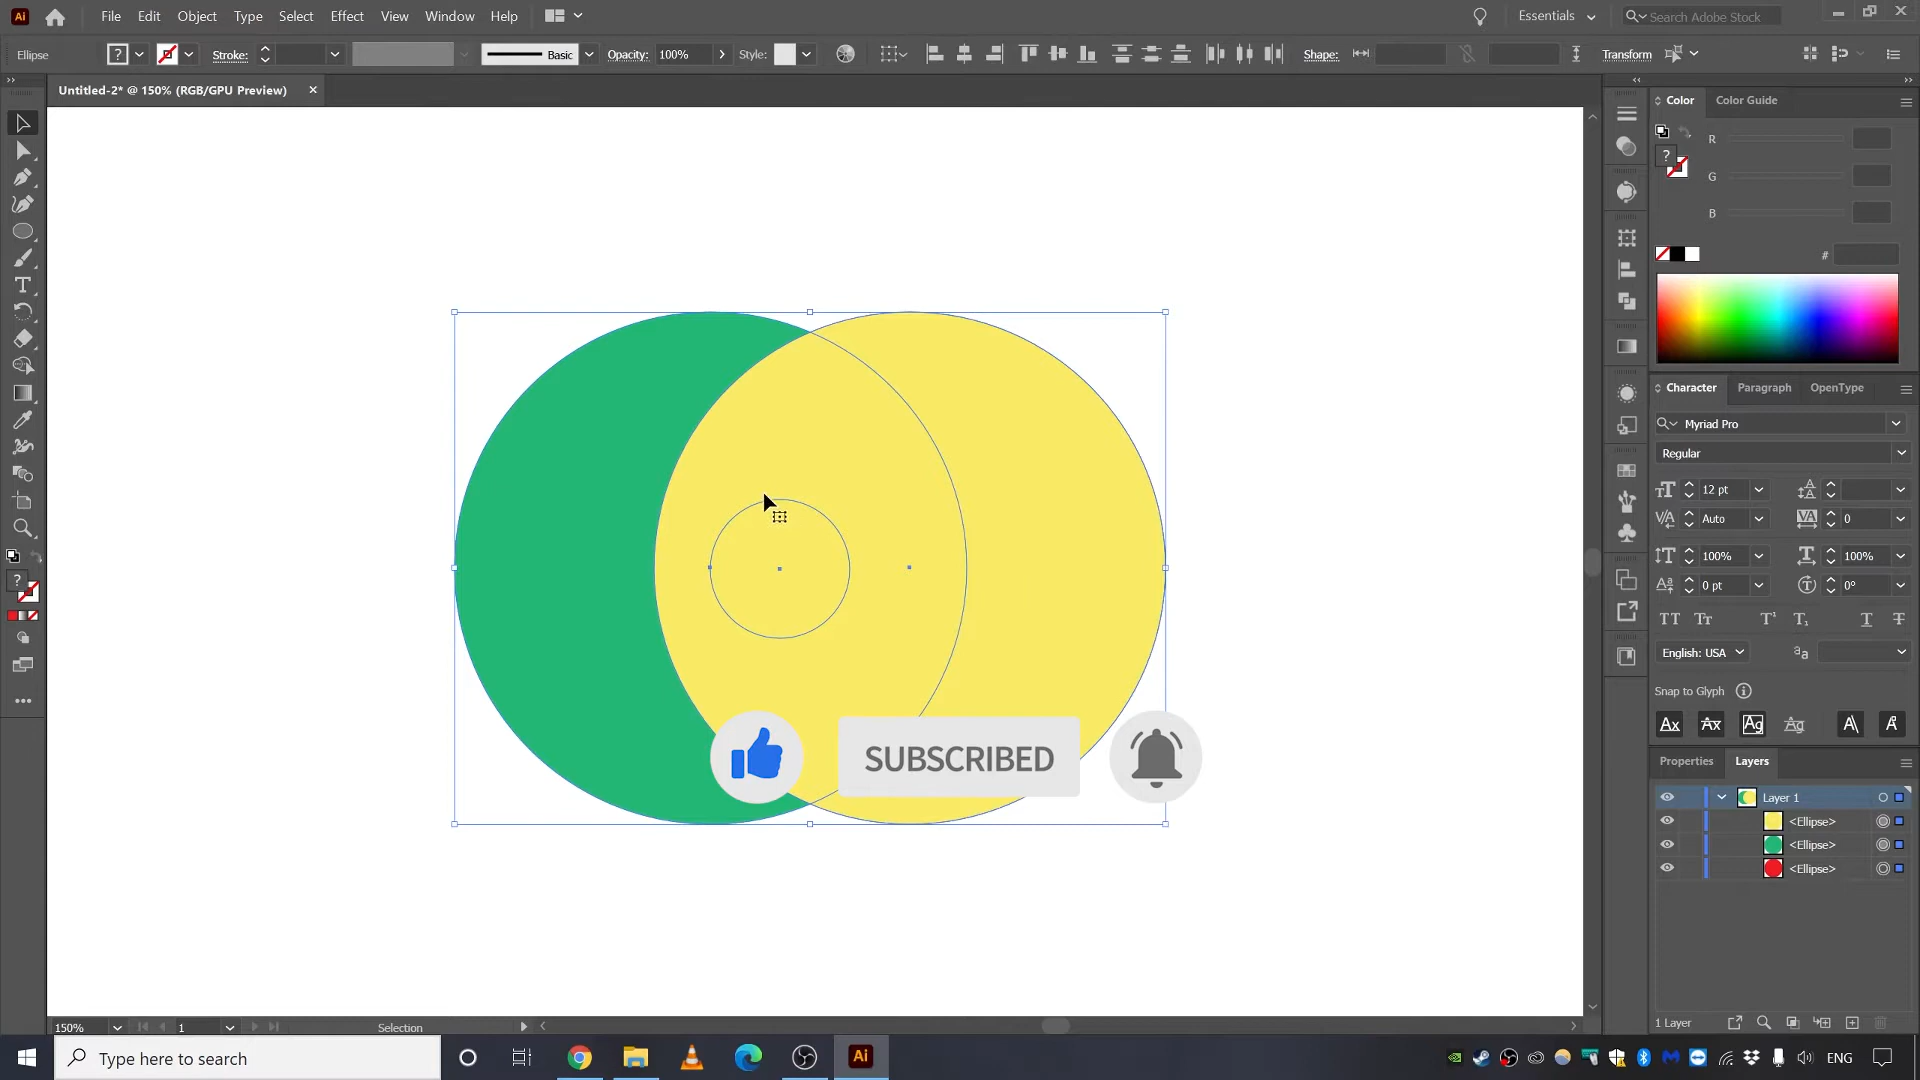 Ai File Edit Object Type Select Effect View Window Help Essentials Search Adobe Stock
Ellipse ? Stroke: Basic Opacity: 100% Style: Shape: Transform
Untitled-2* @ 150% (RGB/GPU Preview)
Color Color Guide
R
?
G
B
#
Character Paragraph OpenType
Myriad Pro
Regular
12 pt
Auto 0
100% 100%
0 pt 0°
English: USA
Snap to Glyph
Properties Layers
Layer 1
<Ellipse>
<Ellipse>
<Ellipse>
1 Layer
SUBSCRIBED
150% 1 Selection
Type here to search Ai ENG